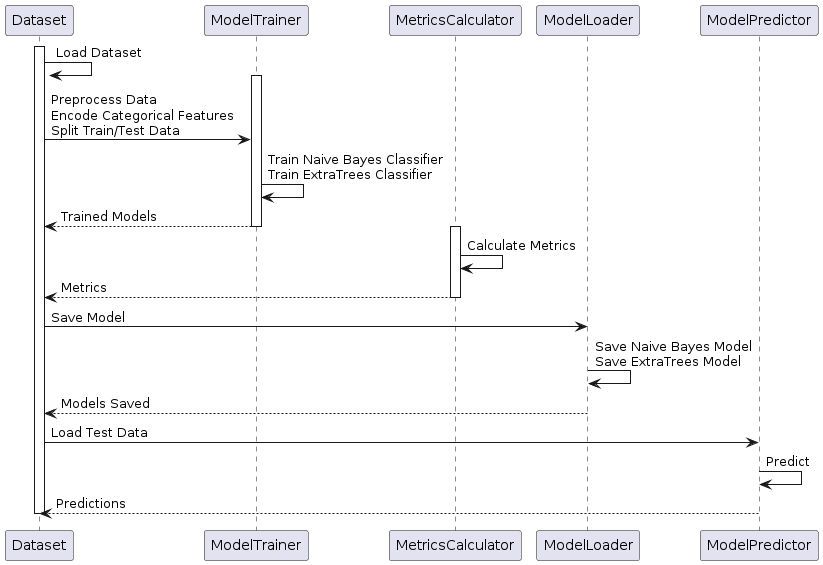 Dataset
ModelTrainer
MetricsCalculator
ModelLoader
ModelPredictor
Load Dataset
Preprocess Data
Encode Categorical Features
Split Train/Test Data
Train Naive Bayes Classifier
Train ExtraTrees Classifier
Trained Models
Calculate Metrics
Metrics
Save Model
Save Naive Bayes Model
Save ExtraTrees Model
Models Saved
Load Test Data
Predict
Predictions
Dataset
ModelTrainer
MetricsCalculator
ModelLoader
ModelPredictor